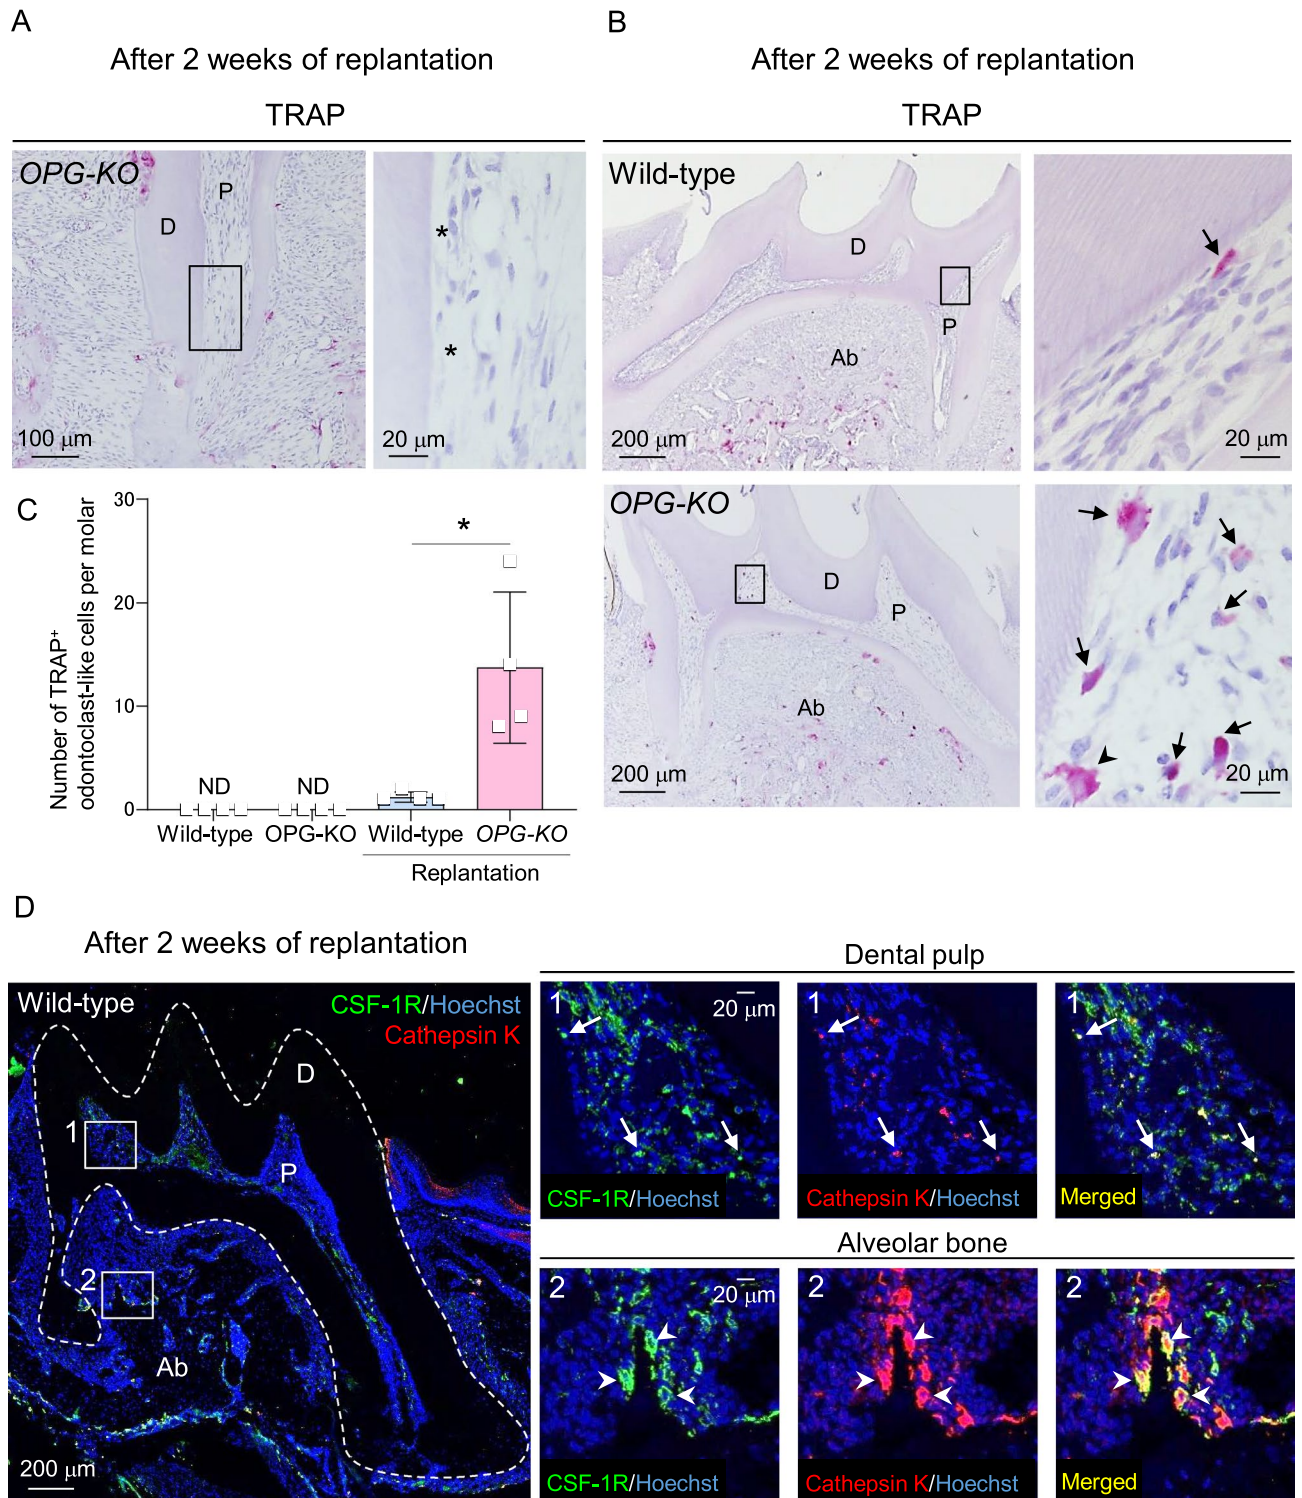 A
After 2 weeks of replantation
TRAP
OPG-KO
P
D
100 μm
*
*
20 μm
B
After 2 weeks of replantation
TRAP
Wild-type
D
P
Ab
200 μm
20 μm
OPG-KO
D
P
Ab
200 μm
20 μm
C
Number of TRAP+
odontoclast-like cells per molar
30
20
10
0
ND
ND
*
Wild-type
OPG-KO
Wild-type
OPG-KO
Replantation
D
After 2 weeks of replantation
Wild-type
CSF-1R/Hoechst
Cathepsin K
D
1
P
2
Ab
200 μm
Dental pulp
1
20
μm
CSF-1R/Hoechst
1
Cathepsin K/Hoechst
1
Merged
Alveolar bone
2
20
μm
CSF-1R/Hoechst
2
Cathepsin K/Hoechst
2
Merged